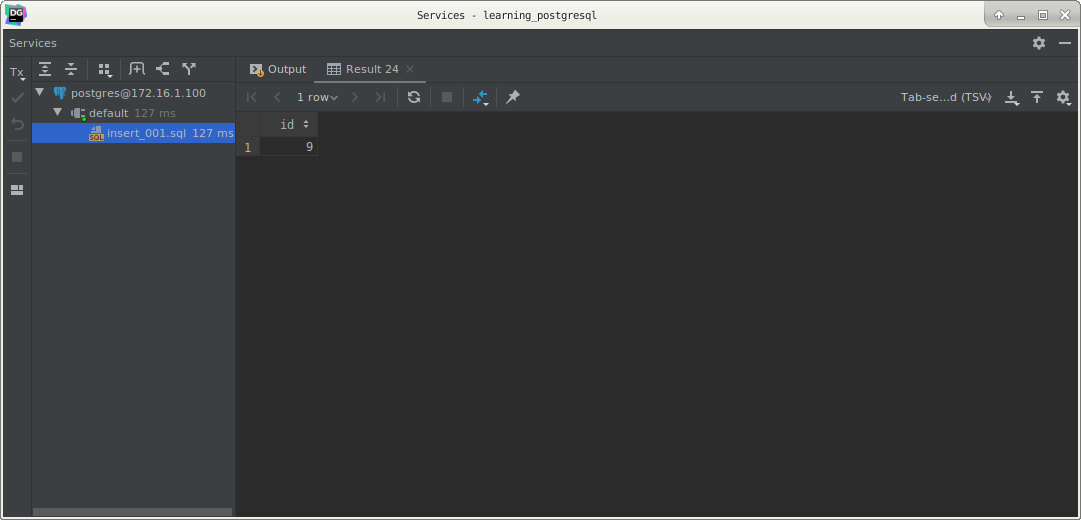 DG
Services - learning_postgresql
Services
Tx
Output
Result 24
postgres@172.16.1.100
1 row
Tab-se...d (TSV)
default 127 ms
id
SQL
insert_001.sql 127 ms
1
9